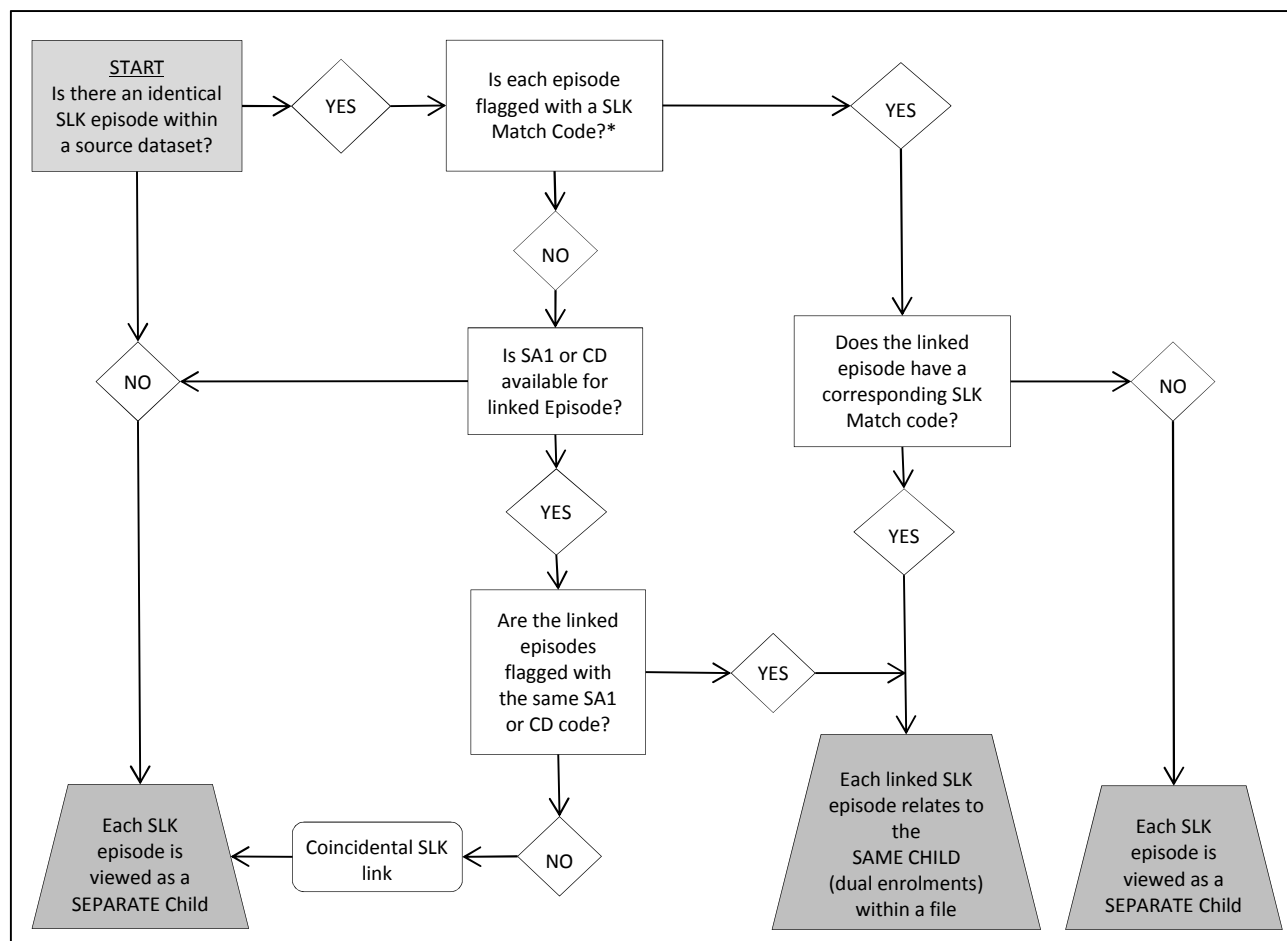 START
Is there an identical
SLK episode within
a source dataset?
YES
Is each episode
flagged with a SLK
Match Code?*
YES
NO
NO
Is SA1 or CD
available for
linked Episode?
Does the linked
episode have a
corresponding SLK
Match code?
NO
YES
YES
Are the linked
episodes
flagged with
the same SA1
or CD code?
YES
Each SLK
episode is
viewed as a
SEPARATE Child
Coincidental SLK
link
NO
Each linked SLK
episode relates to
the
SAME CHILD
(dual enrolments)
within a file
Each SLK
episode is
viewed as a
SEPARATE Child